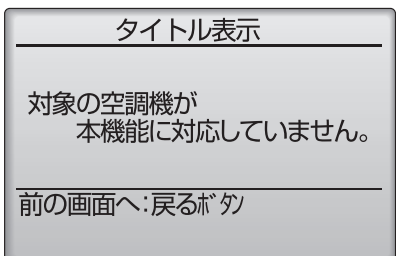 タイトル表示
対象の空調機が
本機能に対応していません。
前の画面へ:戻るﾎﾞﾀﾝ